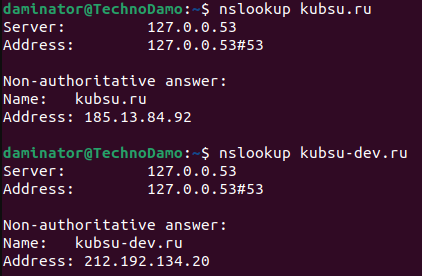 daminator@TechnoDamo:~$ nslookup kubsu.ru
Server:         127.0.0.53
Address:        127.0.0.53#53
Non-authoritative answer:
Name:   kubsu.ru
Address: 185.13.84.92
daminator@TechnoDamo:~$ nslookup kubsu-dev.ru
Server:         127.0.0.53
Address:        127.0.0.53#53
Non-authoritative answer:
Name:   kubsu-dev.ru
Address: 212.192.134.20